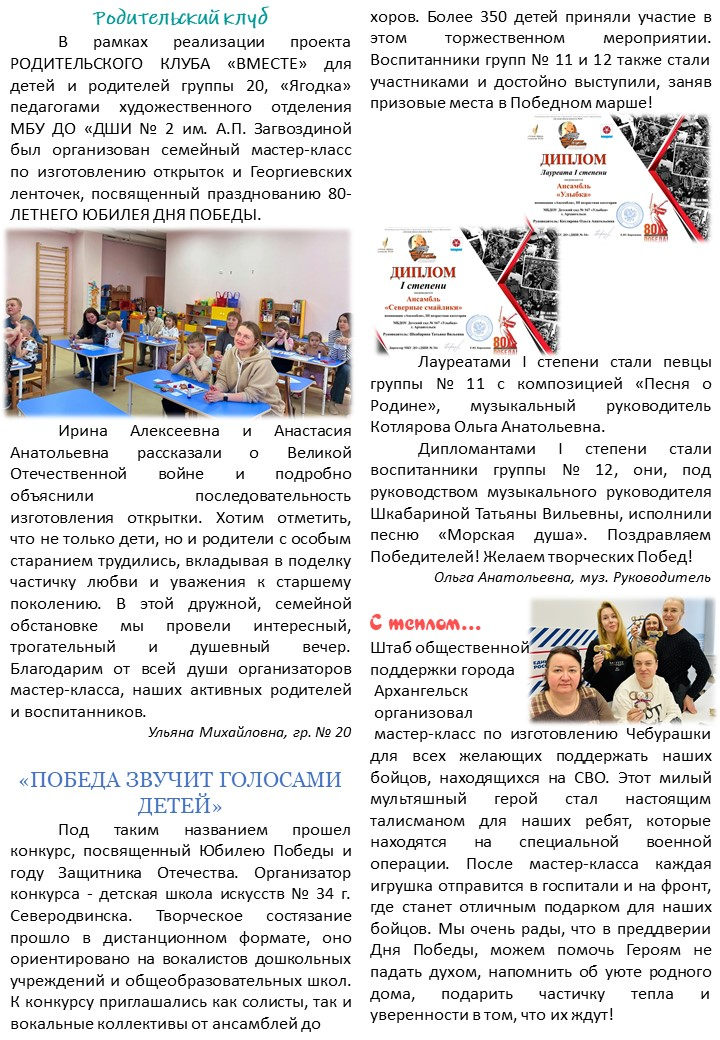 Родительский клуб
В рамках реализации проекта
РОДИТЕЛЬСКОГО КЛУБА «ВМЕСТЕ» для
детей и родителей группы 20, «Ягодка»
педагогами художественного отделения
МБУ ДО «ДШИ № 2 им. А.П. Загвоздиной
был организован семейный мастер-класс
по изготовлению открыток и Георгиевских
ленточек, посвященный празднованию 80-
ЛЕТНЕГО ЮБИЛЕЯ ДНЯ ПОБЕДЫ.
Ирина Алексеевна и Анастасия
Анатольевна рассказали о Великой
Отечественной войне и подробно
объяснили последовательность
изготовления открытки. Хотим отметить,
что не только дети, но и родители с особым
старанием трудились, вкладывая в поделку
частичку любви и уважения к старшему
поколению. В этой дружной, семейной
обстановке мы провели интересный,
трогательный и душевный вечер.
Благодарим от всей души организаторов
мастер-класса, наших активных родителей
и воспитанников.
Ульяна Михайловна, гр. № 20
«ПОБЕДА ЗВУЧИТ ГОЛОСАМИ
ДЕТЕЙ»
Под таким названием прошел
конкурс, посвященный Юбилею Победы и
году Защитника Отечества. Организатор
конкурса - детская школа искусств № 34 г.
Северодвинска. Творческое состязание
прошло в дистанционном формате, оно
ориентировано на вокалистов дошкольных
учреждений и общеобразовательных школ.
К конкурсу приглашались как солисты, так и
вокальные коллективы от ансамблей до
хоров. Более 350 детей приняли участие в
этом торжественном мероприятии.
Воспитанники групп № 11 и 12 также стали
участниками и достойно выступили, заняв
призовые места в Победном марше!
ДИПЛОМ
Лауреата I степени
Ансамбль
«Улыбка»
80
ПОБЕДА!
ДИПЛОМ
I степени
Ансамбль
«Северные смайлики»
80
ПОБЕДА!
Лауреатами I степени стали певцы
группы № 11 с композицией «Песня о
Родине», музыкальный руководитель
Котлярова Ольга Анатольевна.
Дипломантами I степени стали
воспитанники группы № 12, они, под
руководством музыкального руководителя
Шкабариной Татьяны Вильевны, исполнили
песню «Морская душа». Поздравляем
Победителей! Желаем творческих Побед!
Ольга Анатольевна, муз. Руководитель
С теплом...
Штаб общественной
поддержки города
Архангельск
организовал
мастер-класс по изготовлению Чебурашки
для всех желающих поддержать наших
бойцов, находящихся на СВО. Этот милый
мультяшный герой стал настоящим
талисманом для наших ребят, которые
находятся на специальной военной
операции. После мастер-класса каждая
игрушка отправится в госпитали и на фронт,
где станет отличным подарком для наших
бойцов. Мы очень рады, что в преддверии
Дня Победы, можем помочь Героям не
падать духом, напомнить об уюте родного
дома, подарить частичку тепла и
уверенности в том, что их ждут!